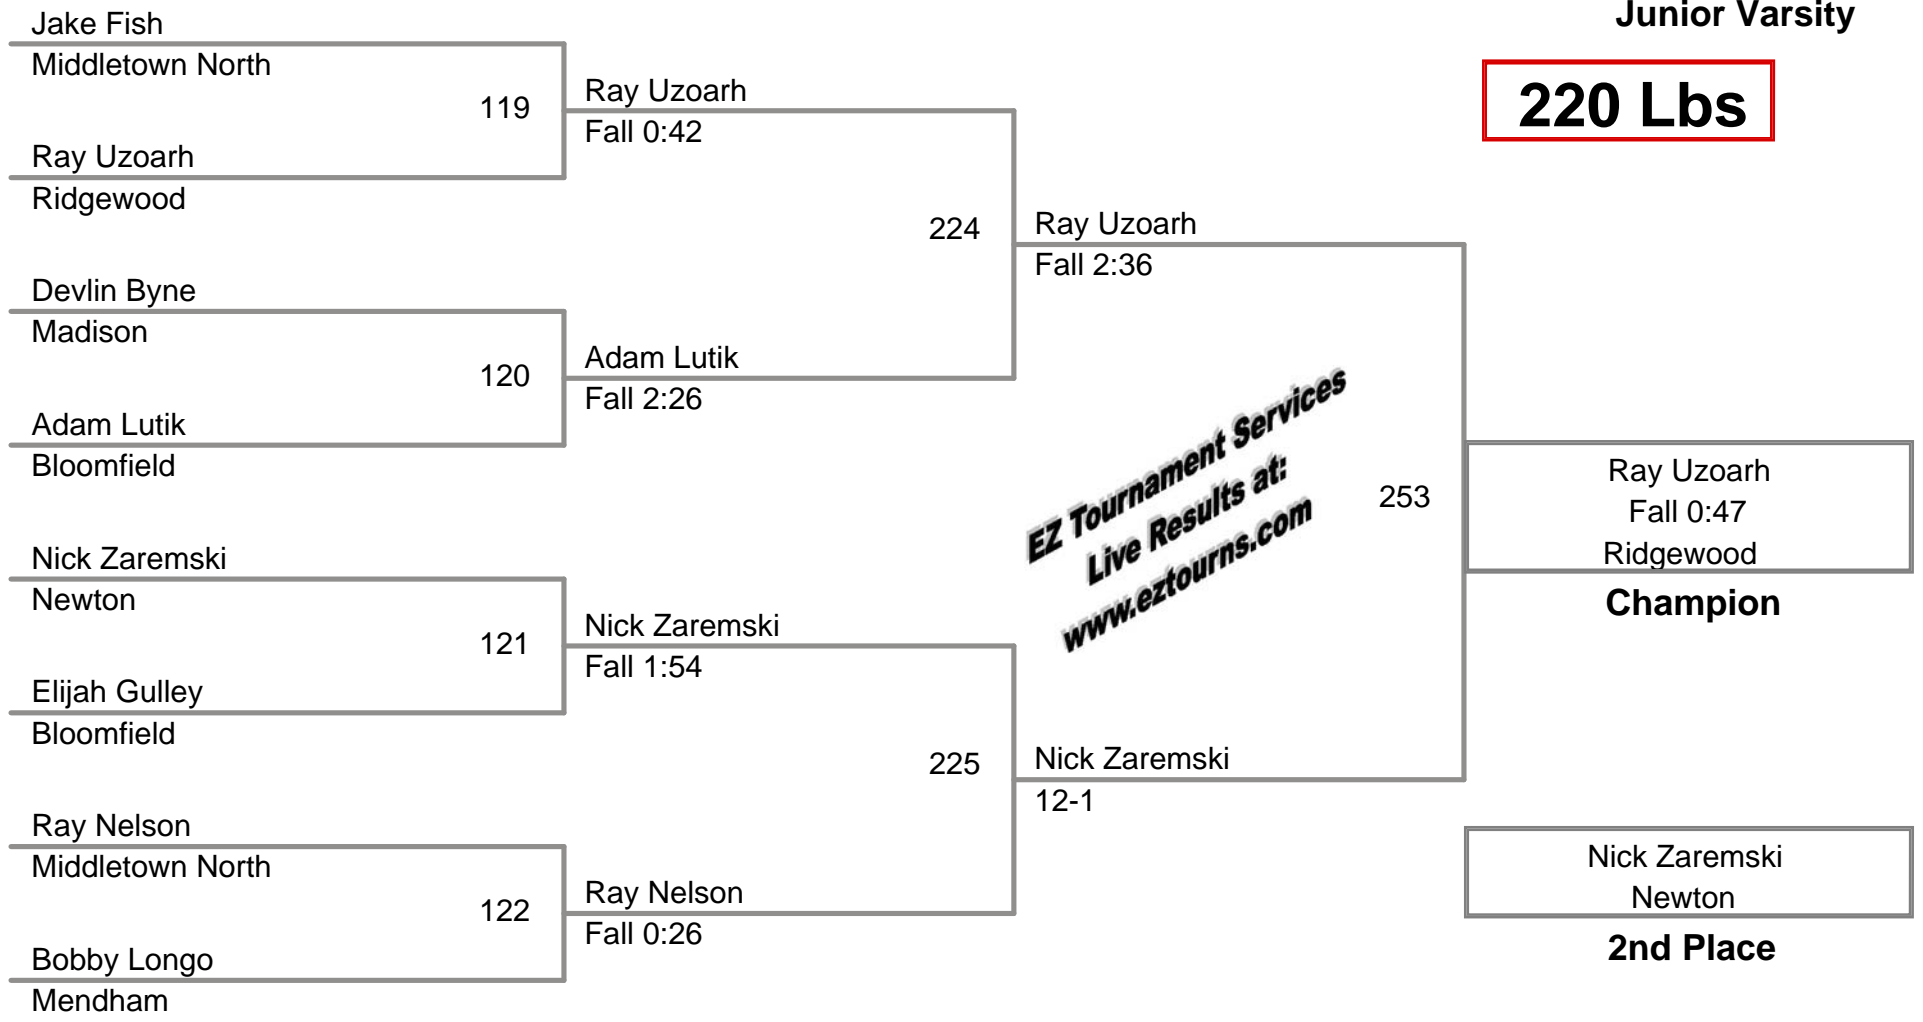 Junior Varsity
220 Lbs
Jake Fish
Middletown North
119
Ray Uzoarh
Ridgewood
Ray Uzoarh
Fall 0:42
Devlin Byne
Madison
120
Adam Lutik
Bloomfield
Adam Lutik
Fall 2:26
224
Ray Uzoarh
Fall 2:36
Nick Zaremski
Newton
121
Elijah Gulley
Bloomfield
Nick Zaremski
Fall 1:54
Ray Nelson
Middletown North
122
Bobby Longo
Mendham
Ray Nelson
Fall 0:26
225
Nick Zaremski
12-1
EZ Tournament Services
Live Results at:
www.eztourns.com
253
Ray Uzoarh
Fall 0:47
Ridgewood
Champion
Nick Zaremski
Newton
2nd Place